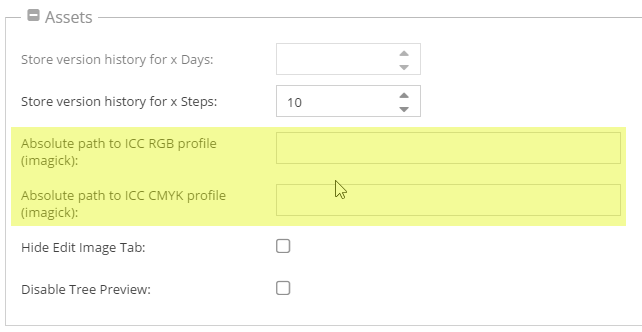 Assets
Store version history for x Days:
Store version history for x Steps: 10
Absolute path to ICC RGB profile
(imagick):
Absolute path to ICC CMYK profile
(imagick):
Hide Edit Image Tab:
Disable Tree Preview: